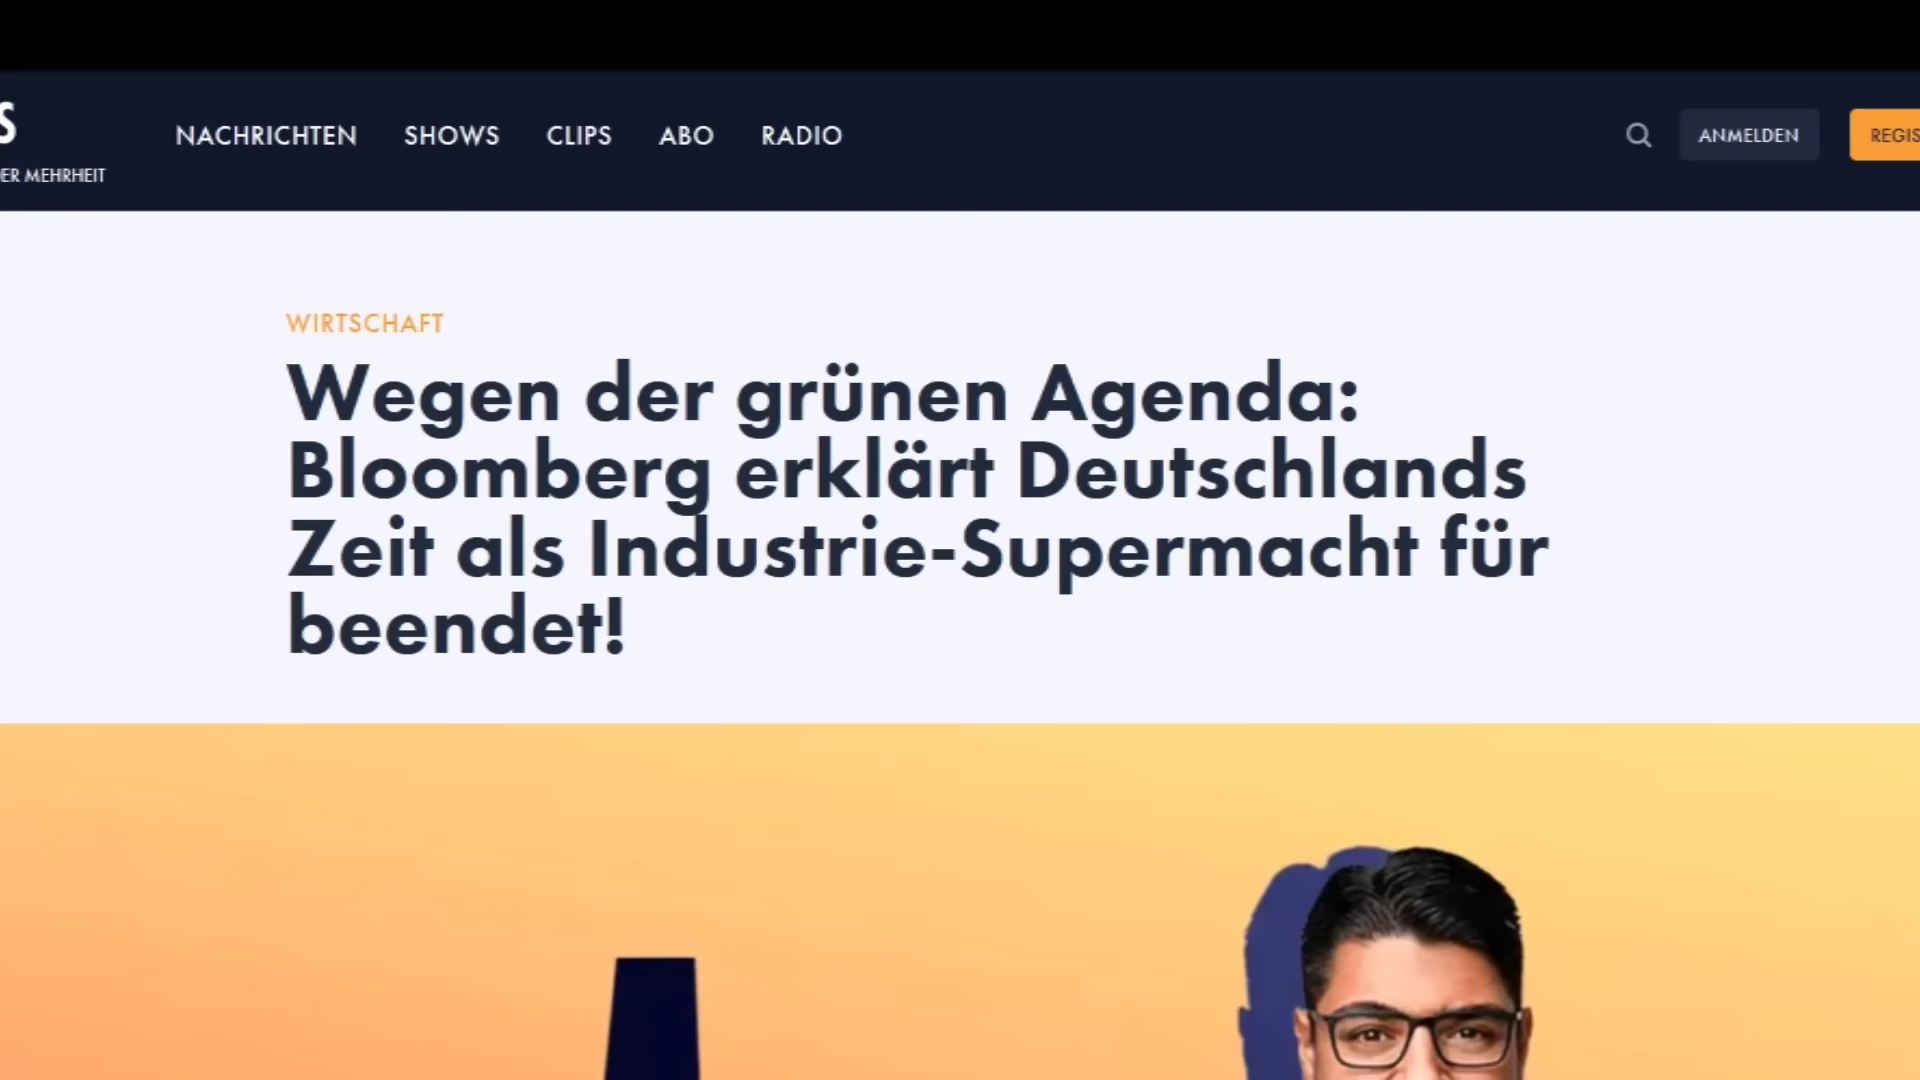 S
ER MEHRHEIT
NACHRICHTEN SHOWS CLIPS ABO RADIO
ANMELDEN
REGIS
WIRTSCHAFT
Wegen der grünen Agenda:
Bloomberg erklärt Deutschlands
Zeit als Industrie-Supermacht für
beendet!